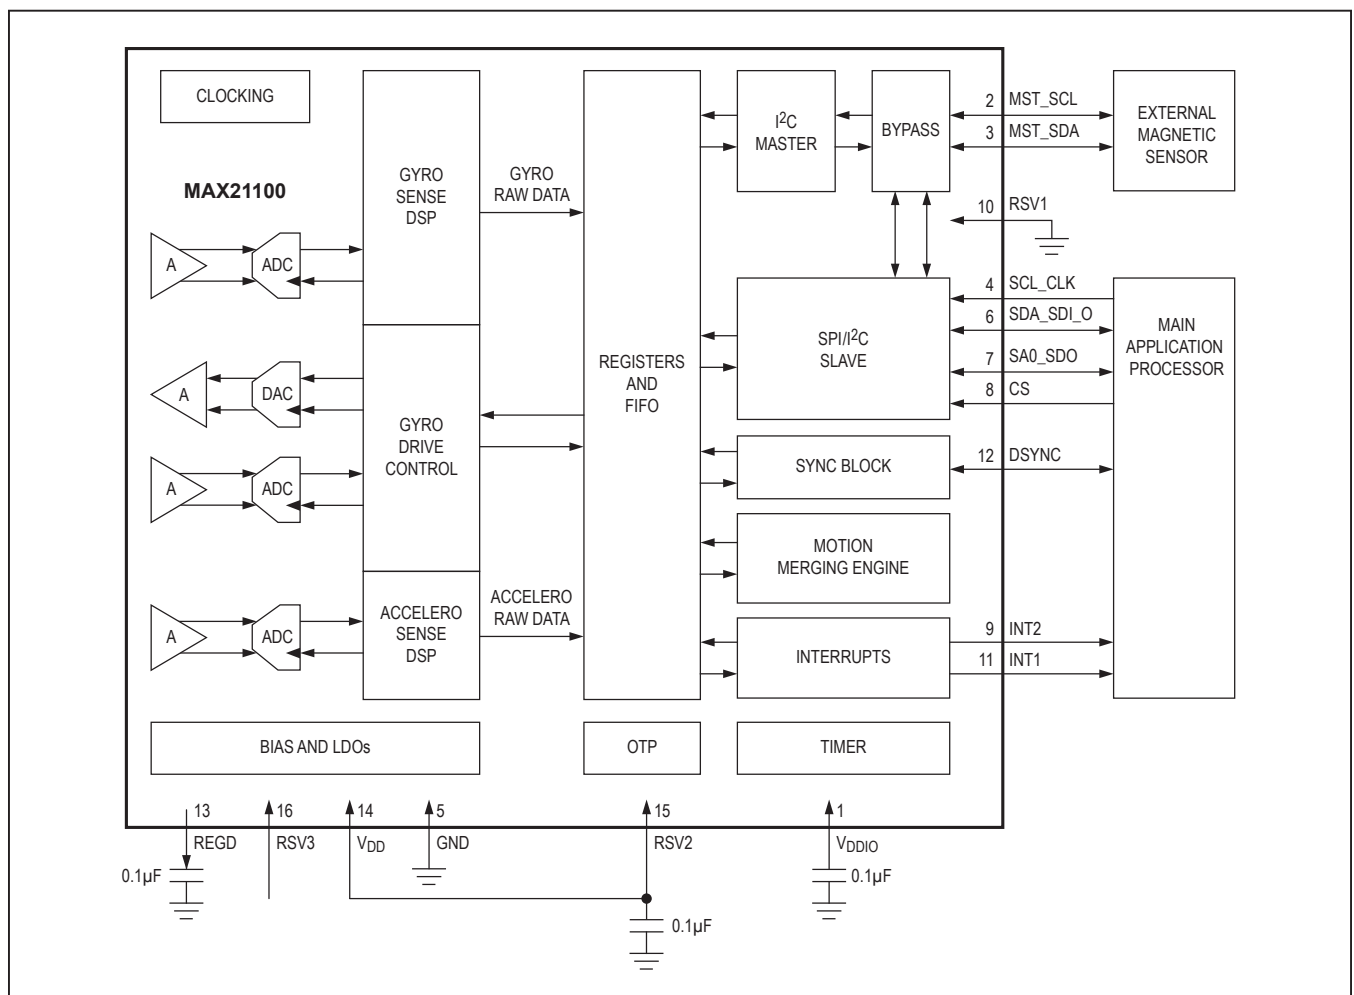 CLOCKING
MAX21100
A
ADC
A
DAC
A
ADC
A
ADC
GYRO
SENSE
DSP
GYRO
DRIVE
CONTROL
ACCELERO
SENSE
DSP
GYRO
RAW DATA
ACCELERO
RAW DATA
REGISTERS
AND
FIFO
I2C
MASTER
BYPASS
SPI/I2C
SLAVE
SYNC BLOCK
MOTION
MERGING ENGINE
INTERRUPTS
2 MST_SCL
3 MST_SDA
10 RSV1
4 SCL_CLK
6 SDA_SDI_O
7 SA0_SDO
8 CS
12 DSYNC
9 INT2
11 INT1
EXTERNAL
MAGNETIC
SENSOR
MAIN
APPLICATION
PROCESSOR
BIAS AND LDOs
OTP
TIMER
13
REGD
16
RSV3
14
VDD
5
GND
15
RSV2
1
VDDIO
0.1µF
0.1µF
0.1µF